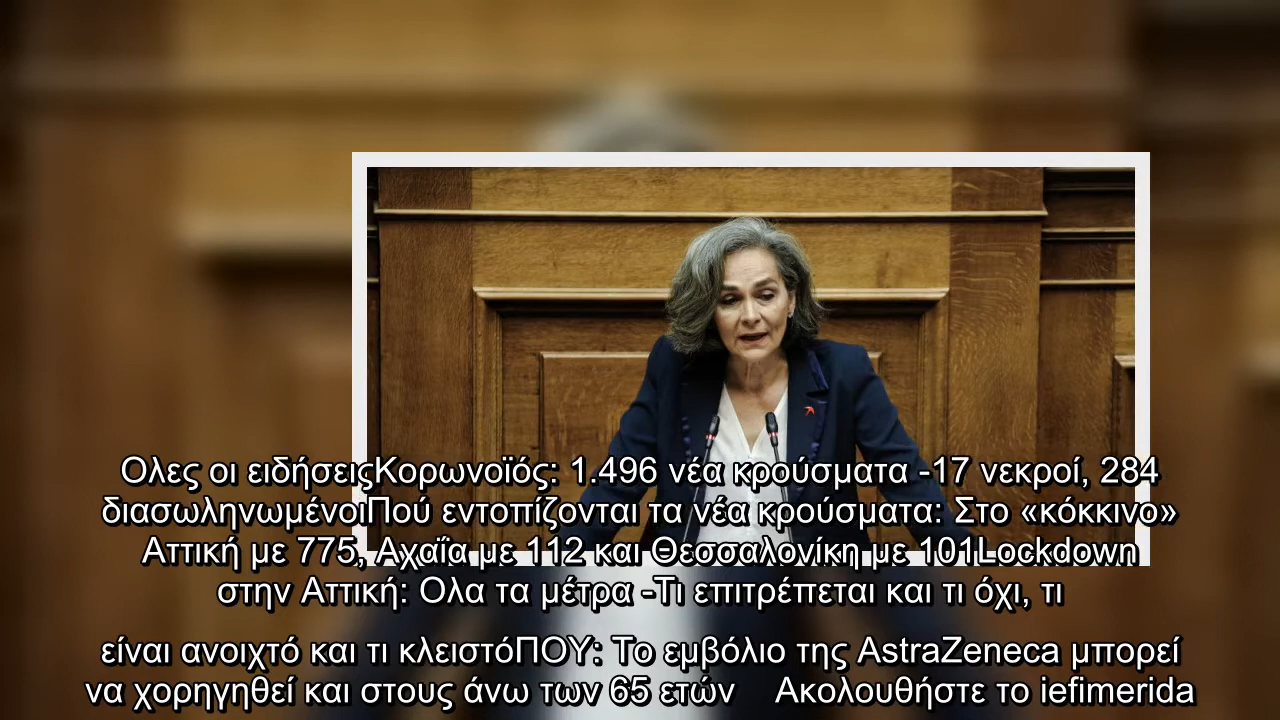 Ολες οι ειδήσειςΚορωνοϊός: 1.496 νέα κρούσματα -17 νεκροί, 284
διασωληνωμένοιΠού εντοπίζονται τα νέα κρούσματα: Στο «κόκκινο»
Αττική με 775, Αχαΐα με 112 και Θεσσαλονίκη με 101Lockdown
στην Αττική: Ολα τα μέτρα -Τι επιτρέπεται και τι όχι, τι
είναι ανοιχτό και τι κλειστόΠΟΥ: Το εμβόλιο της AstraZeneca μπορεί
να χορηγηθεί και στους άνω των 65 ετών    Ακολουθήστε το iefimerida